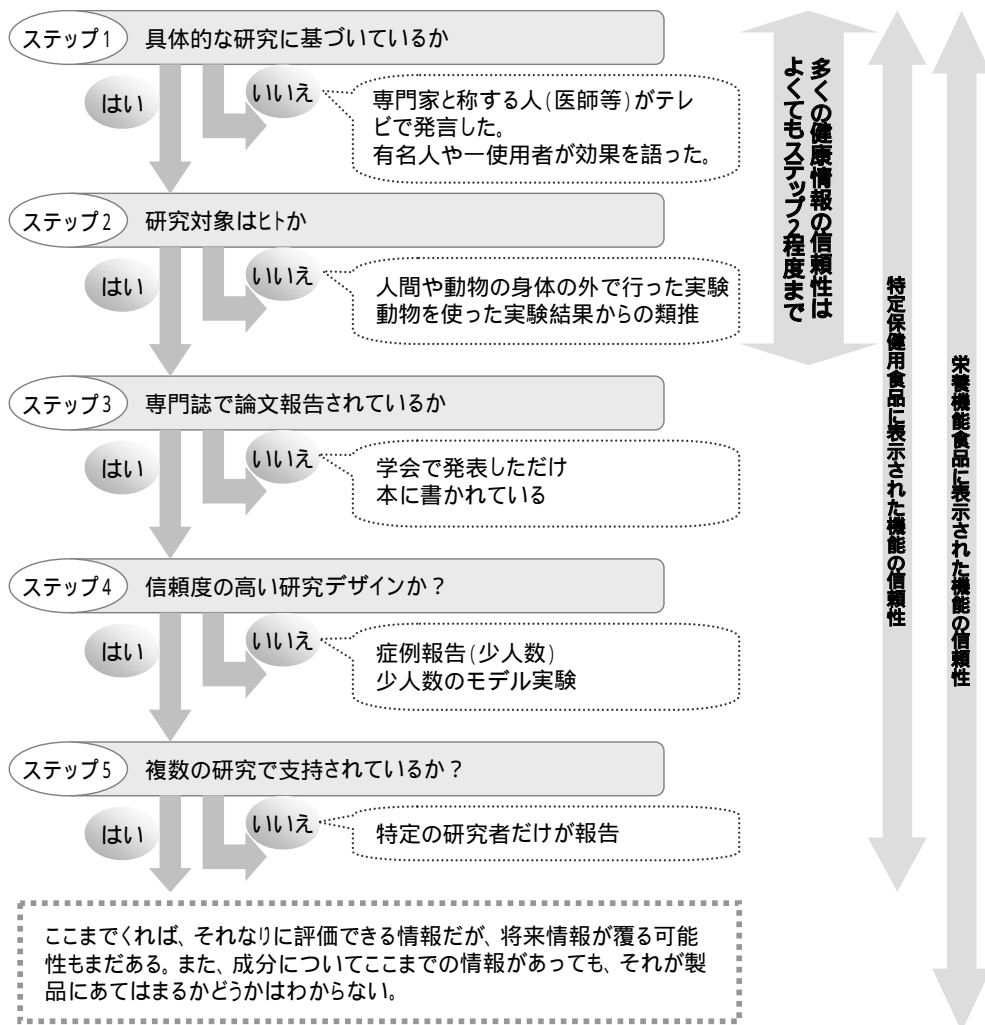 ステップ1 具体的な研究に基づいているか
はい
いいえ
専門家と称する人(医師等)がテレ
ビで発言した。
有名人や一使用者が効果を語った。
ステップ2 研究対象はヒトか
はい
いいえ
人間や動物の身体の外で行った実験
動物を使った実験結果からの類推
ステップ3 専門誌で論文報告されているか
はい
いいえ
学会で発表しただけ
本に書かれている
ステップ4 信頼度の高い研究デザインか?
はい
いいえ
症例報告(少人数)
少人数のモデル実験
ステップ5 複数の研究で支持されているか?
はい
いいえ
特定の研究者だけが報告
ここまでくれば、それなりに評価できる情報だが、将来情報が覆る可能
性もまだある。また、成分についてここまでの情報があっても、それが製
品にあてはまるかどうかはわからない。
多くの健康情報の信頼性は
よくてもステップ2程度まで
特定保健用食品に表示された機能の信頼性
栄養機能食品に表示された機能の信頼性